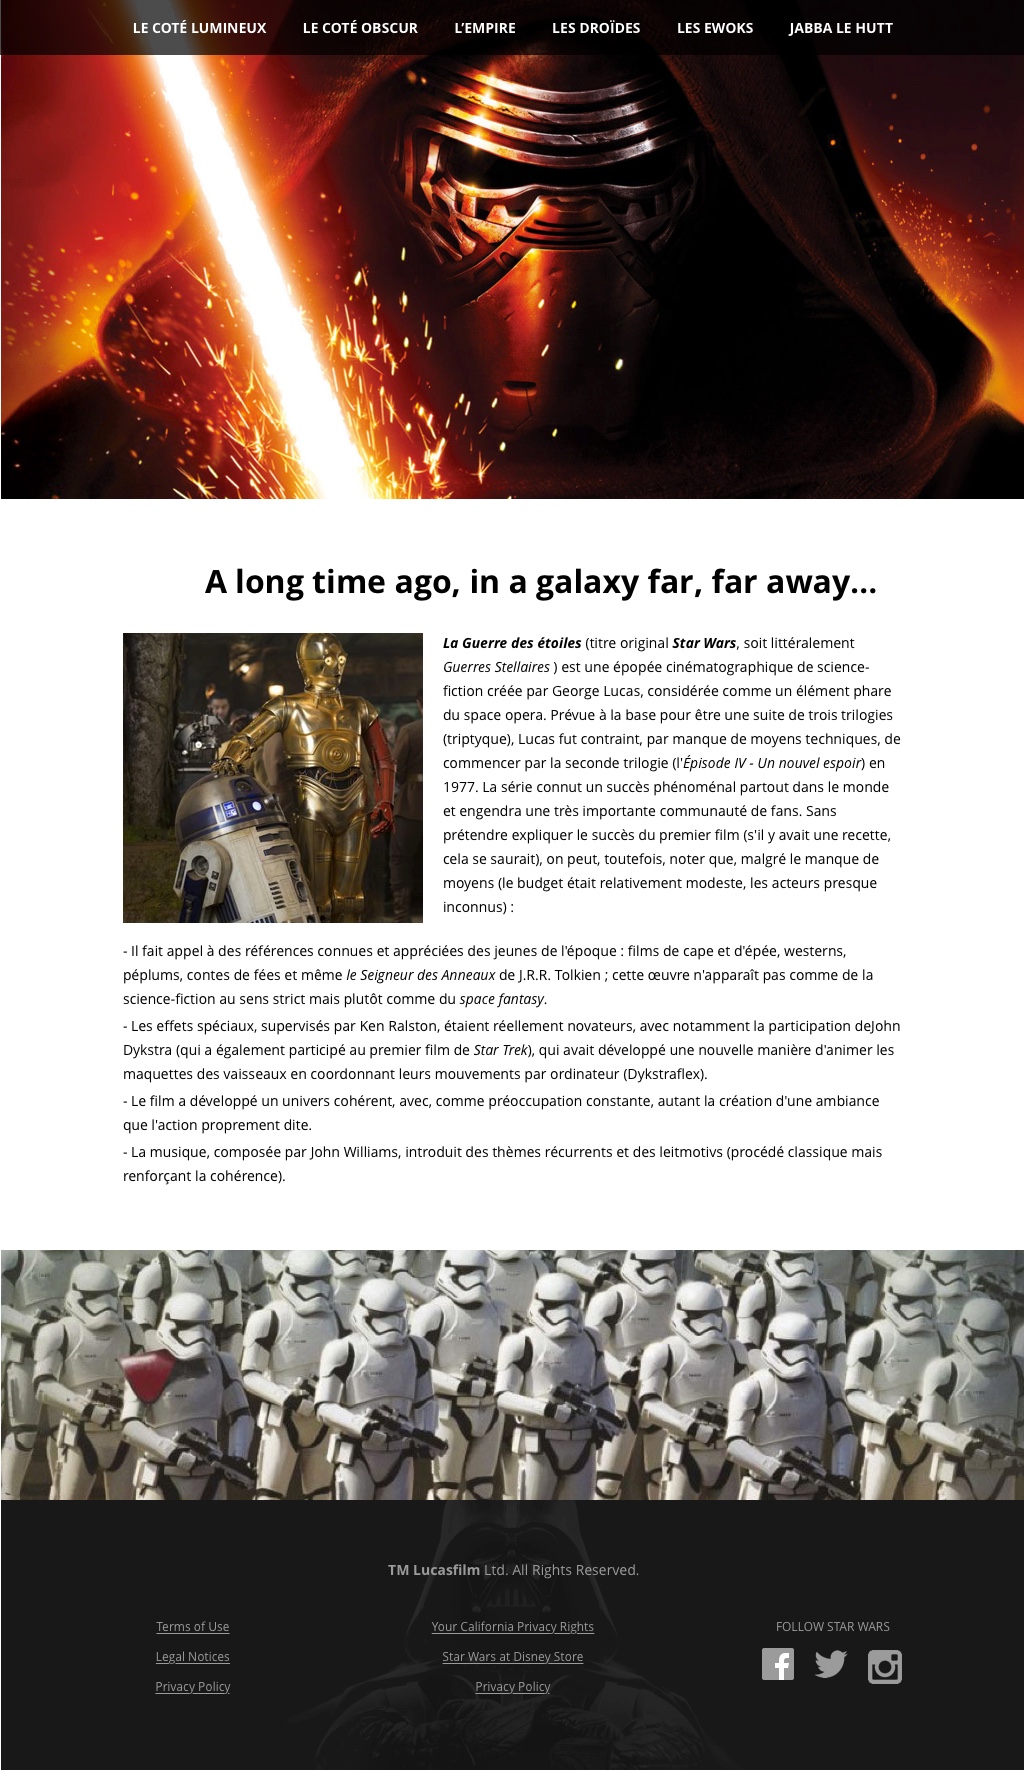 LE COTÉ LUMINEUX LE COTÉ OBSCUR L’EMPIRE LES DROÏDES LES EWOKS JABBA LE HUTT
A long time ago, in a galaxy far, far away...
La Guerre des étoiles (titre original Star Wars, soit littéralement
Guerres Stellaires ) est une épopée cinématographique de science-
fiction créée par George Lucas, considérée comme un élément phare
du space opera. Prévue à la base pour être une suite de trois trilogies
(triptyque), Lucas fut contraint, par manque de moyens techniques, de
commencer par la seconde trilogie (l'Épisode IV - Un nouvel espoir) en
1977. La série connut un succès phénoménal partout dans le monde
et engendra une très importante communauté de fans. Sans
prétendre expliquer le succès du premier film (s'il y avait une recette,
cela se saurait), on peut, toutefois, noter que, malgré le manque de
moyens (le budget était relativement modeste, les acteurs presque
inconnus) :
- Il fait appel à des références connues et appréciées des jeunes de l'époque : films de cape et d'épée, westerns,
péplums, contes de fées et même le Seigneur des Anneaux de J.R.R. Tolkien ; cette œuvre n'apparaît pas comme de la
science-fiction au sens strict mais plutôt comme du space fantasy.
- Les effets spéciaux, supervisés par Ken Ralston, étaient réellement novateurs, avec notamment la participation deJohn
Dykstra (qui a également participé au premier film de Star Trek), qui avait développé une nouvelle manière d'animer les
maquettes des vaisseaux en coordonnant leurs mouvements par ordinateur (Dykstraflex).
- Le film a développé un univers cohérent, avec, comme préoccupation constante, autant la création d'une ambiance
que l'action proprement dite.
- La musique, composée par John Williams, introduit des thèmes récurrents et des leitmotivs (procédé classique mais
renforçant la cohérence).
TM Lucasfilm Ltd. All Rights Reserved.
Terms of Use
Legal Notices
Privacy Policy
Your California Privacy Rights
Star Wars at Disney Store
Privacy Policy
FOLLOW STAR WARS